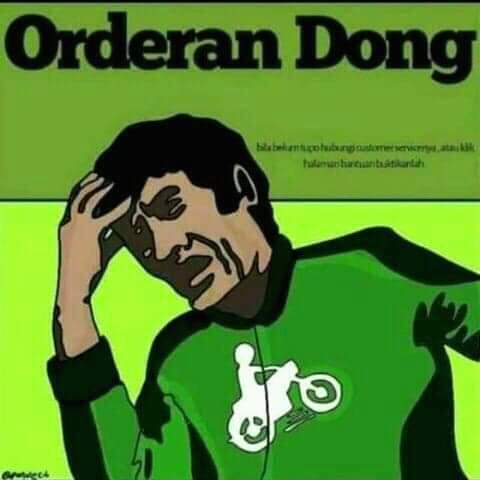 Orderan Dong
bila belum tupo hubungi customer servicenya, atau klik
halaman bantuan buktikanlah